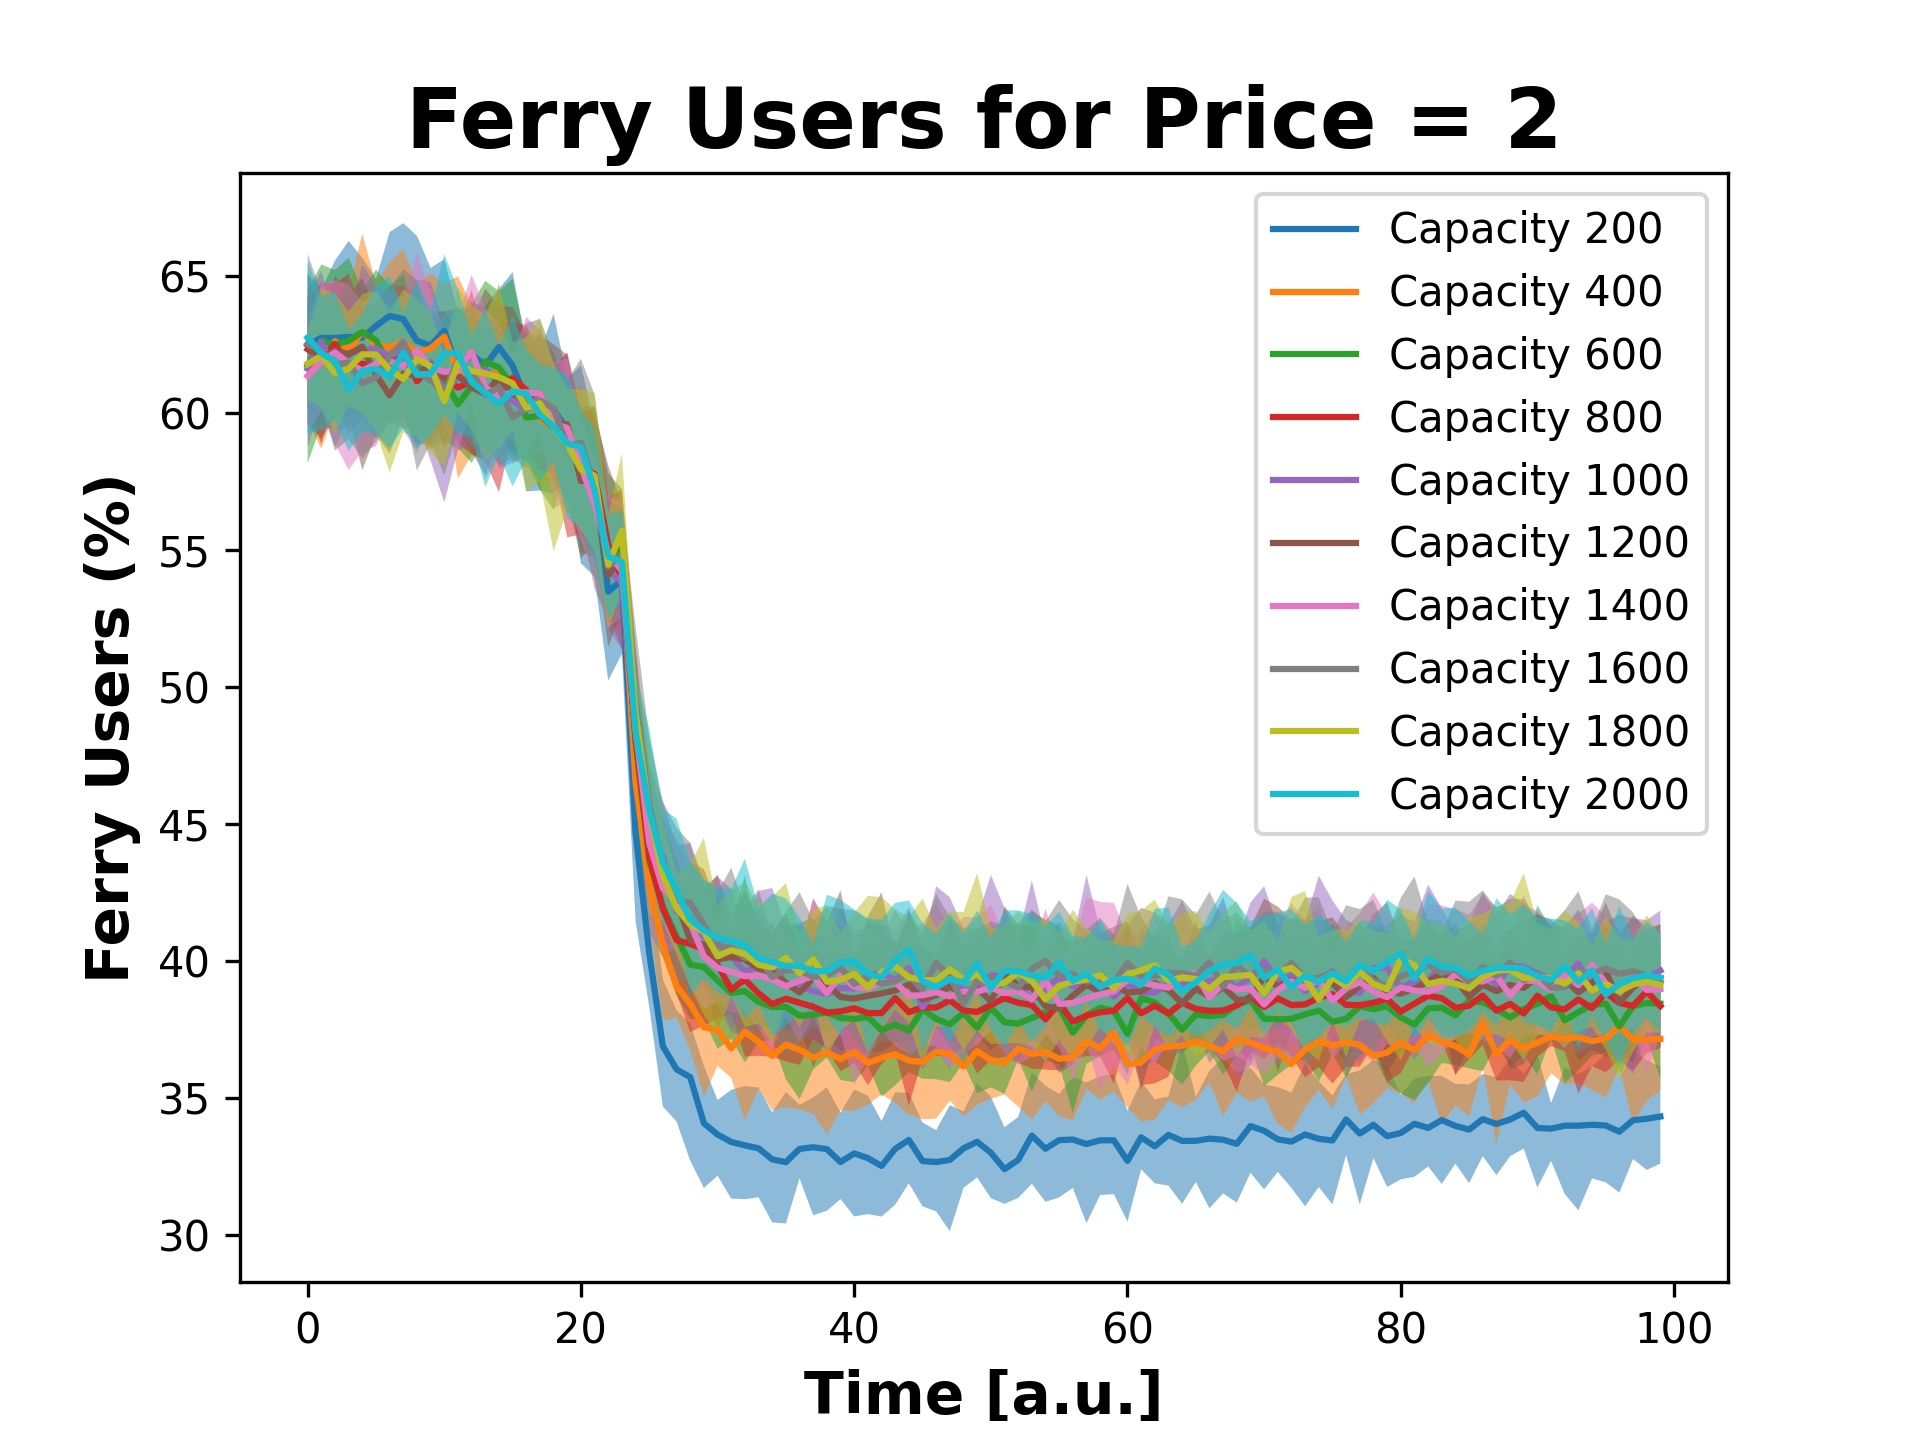 Ferry Users for Price = 2
Ferry Users (%)
65
60
55
50
45
40
35
30
Capacity 200
Capacity 400
Capacity 600
Capacity 800
Capacity 1000
Capacity 1200
Capacity 1400
Capacity 1600
Capacity 1800
Capacity 2000
0 20 40 60 80 100
Time [a.u.]